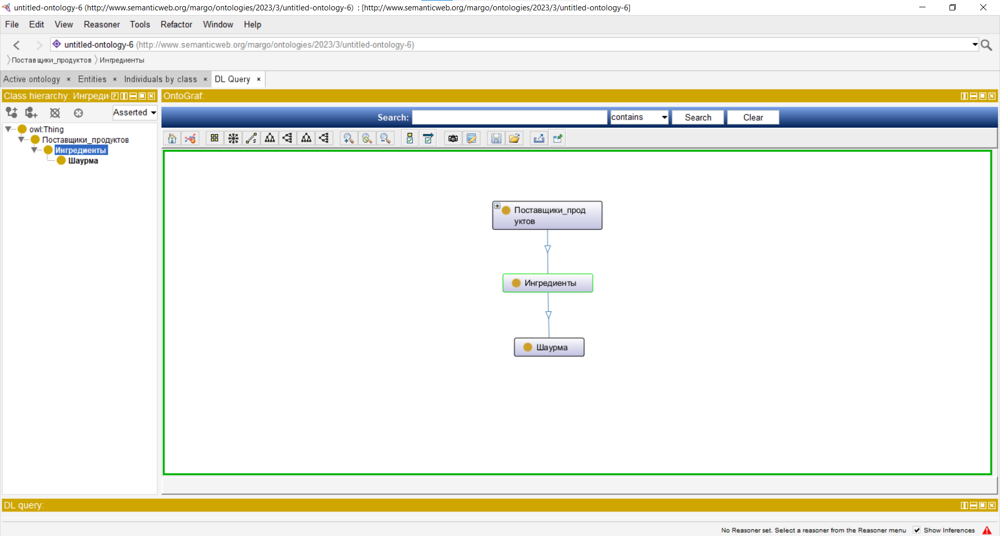 untitled-ontology-6 (http://www.semanticweb.org/margo/ontologies/2023/3/untitled-ontology-6) : [http://www.semanticweb.org/margo/ontologies/2023/3/untitled-ontology-6]
File Edit View Reasoner Tools Refactor Window Help
untitled-ontology-6 (http://www.semanticweb.org/margo/ontologies/2023/3/untitled-ontology-6)
Поставщики_продуктов Ингредиенты
Active ontology × Entities × Individuals by class × DL Query ×
Class hierarchy: Ингреди
OntoGraf:
Asserted
Search: contains Search Clear
owl:Thing
Поставщики_продуктов
Ингредиенты
Шаурма
Поставщики_прод
уктов
Ингредиенты
Шаурма
DL query:
No Reasoner set. Select a reasoner from the Reasoner menu Show Inferences